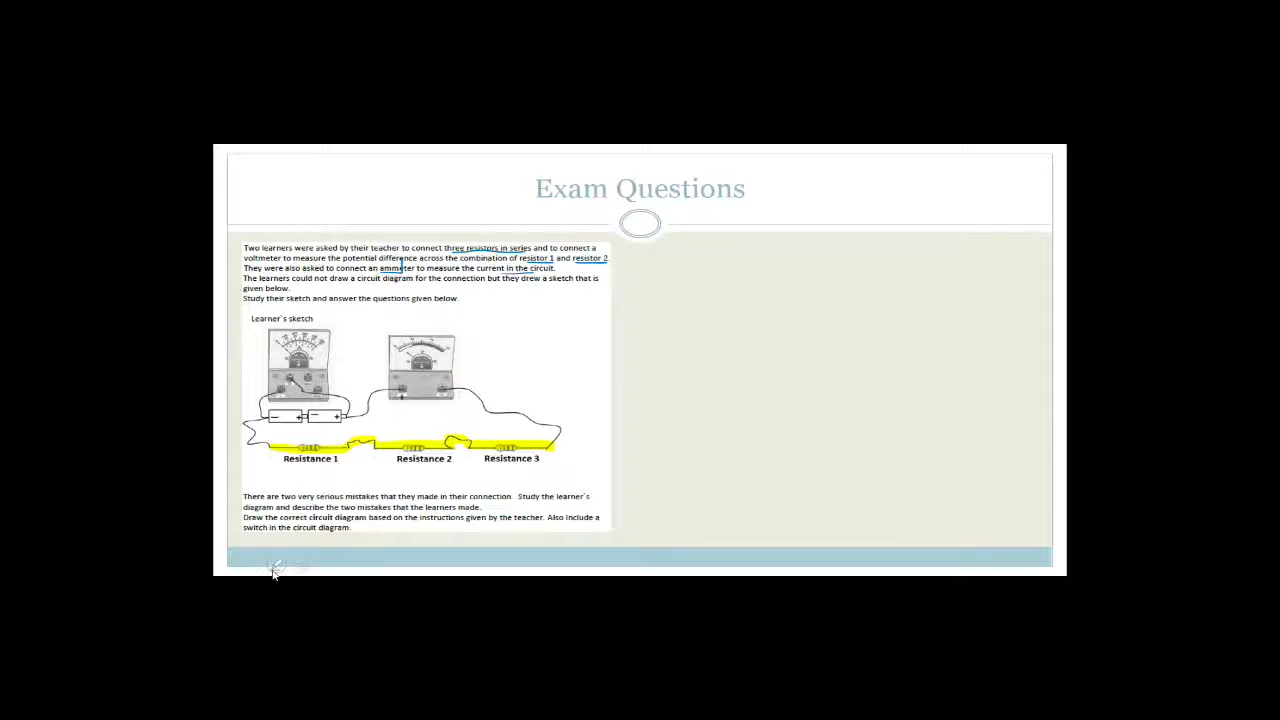 Exam Questions
Two learners were asked by their teacher to connect three resistors in series and to connect a
voltmeter to measure the potential difference across the combination of resistor 1 and resistor 2.
They were also asked to connect an ammeter to measure the current in the circuit.
The learners could not draw a circuit diagram for the connection but they drew a sketch that is
given below.
Study their sketch and answer the questions given below.
Learner's sketch
Resistance 1
Resistance 2
Resistance 3
There are two very serious mistakes that they made in their connection. Study the learner's
diagram and describe the two mistakes that the learners made.
Draw the correct circuit diagram based on the instructions given by the teacher. Also include a
switch in the circuit diagram.